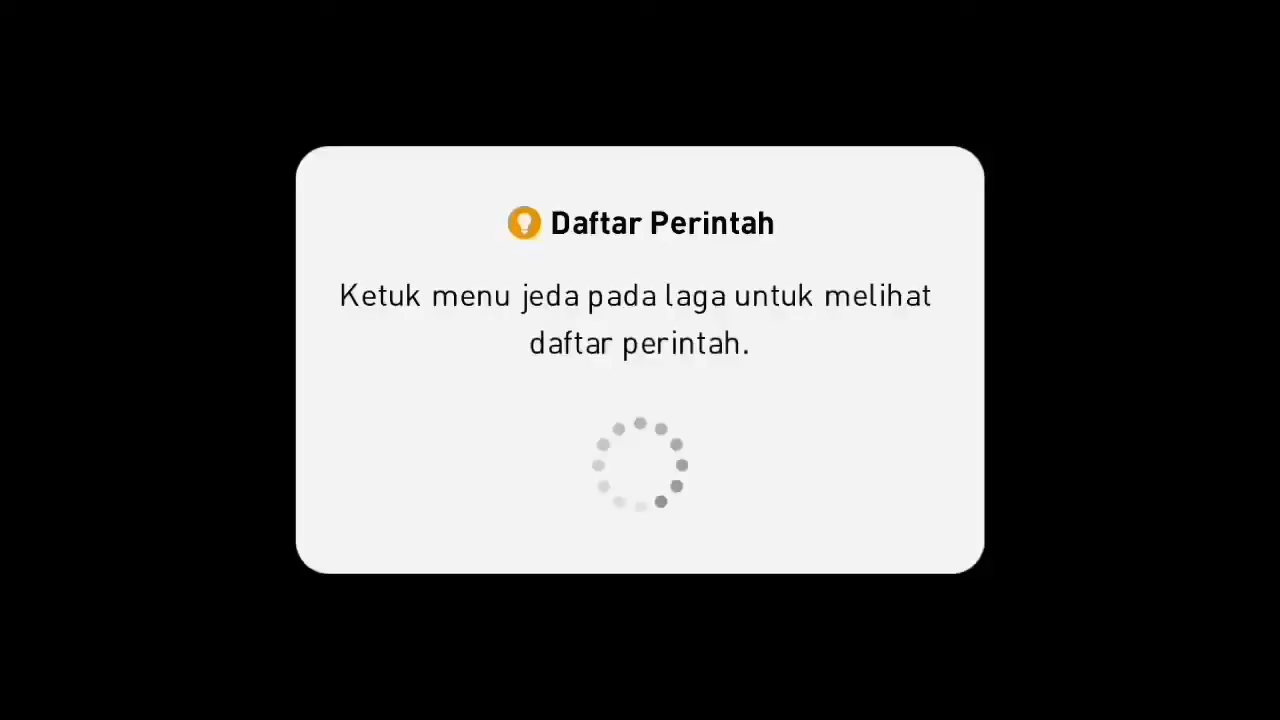 Daftar Perintah
Ketuk menu jeda pada laga untuk melihat
daftar perintah.